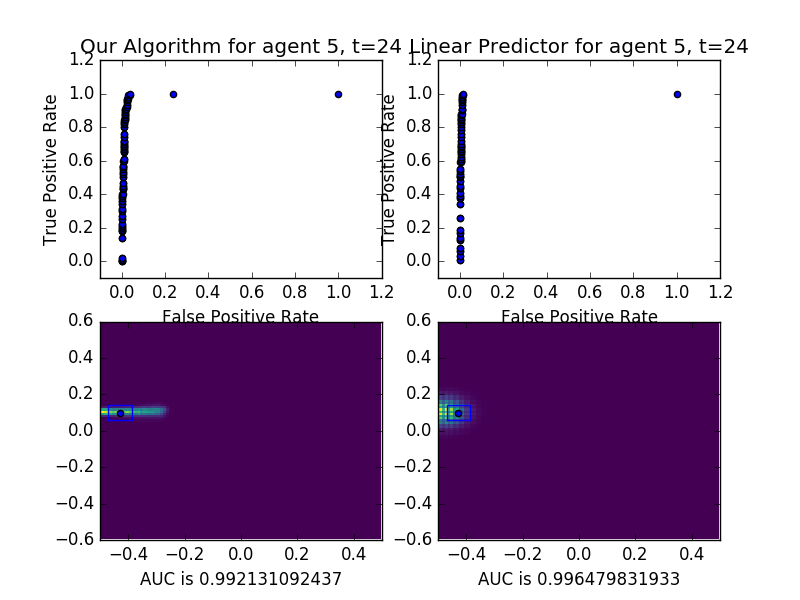 Our Algorithm for agent 5, t=24
Linear Predictor for agent 5, t=24
True Positive Rate
1.2
1.0
0.8
0.6
0.4
0.2
0.0
0.0 0.2 0.4 0.6 0.8 1.0 1.2
False Positive Rate
True Positive Rate
1.2
1.0
0.8
0.6
0.4
0.2
0.0
0.0 0.2 0.4 0.6 0.8 1.0 1.2
False Positive Rate
0.6
0.4
0.2
0.0
−0.2
−0.4
−0.6
−0.4 −0.2 0.0 0.2 0.4
AUC is 0.992131092437
0.6
0.4
0.2
0.0
−0.2
−0.4
−0.6
−0.4 −0.2 0.0 0.2 0.4
AUC is 0.996479831933